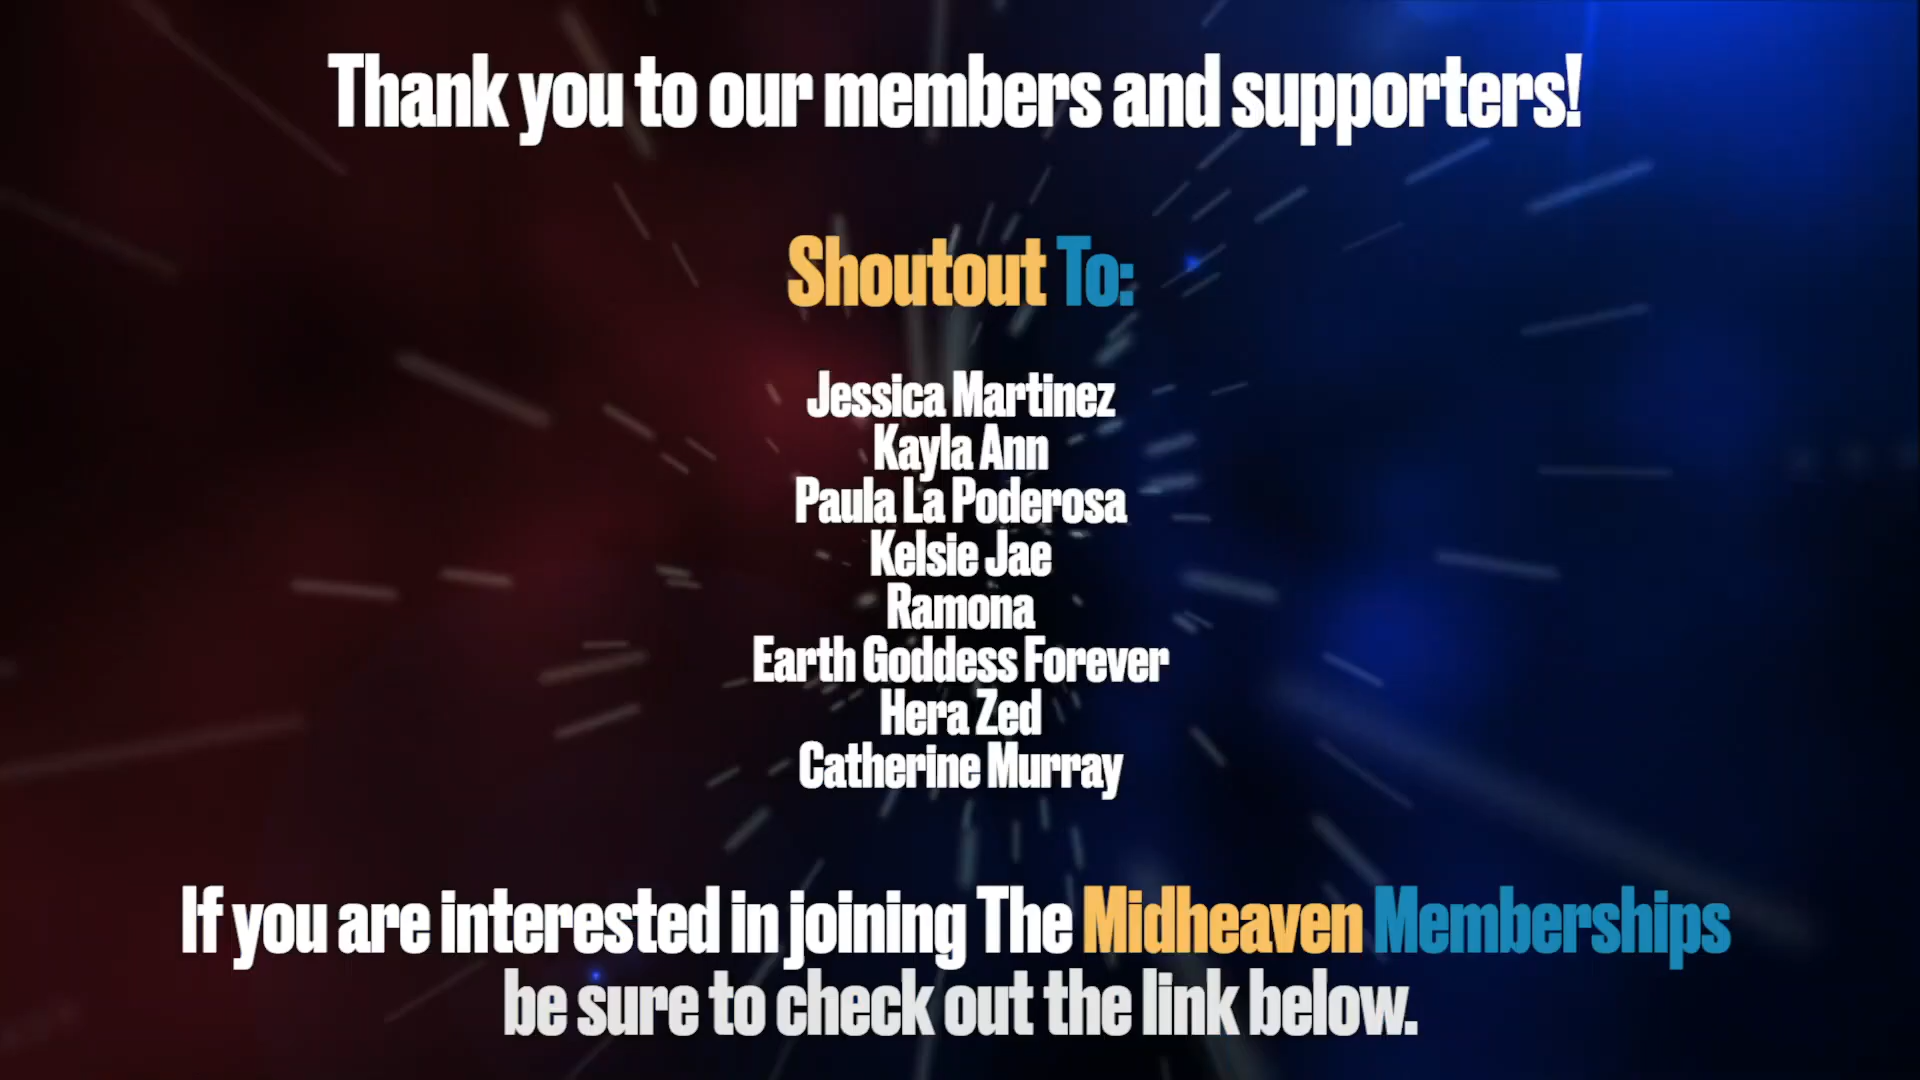 Thank you to our members and supporters!
Shoutout To:
Jessica Martinez
Kayla Ann
Paula La Poderosa
Kelsie Jae
Ramona
Earth Goddess Forever
Hera Zed
Catherine Murray
If you are interested in joining The Midheaven Memberships
be sure to check out the link below.